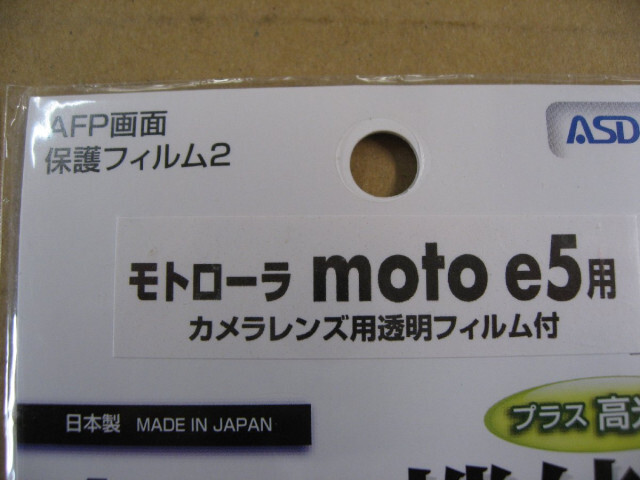 AFP画面
保護フィルム2
ASD
モトローラ moto e5用
カメラレンズ用透明フィルム付
日本製 MADE IN JAPAN
プラス 高光